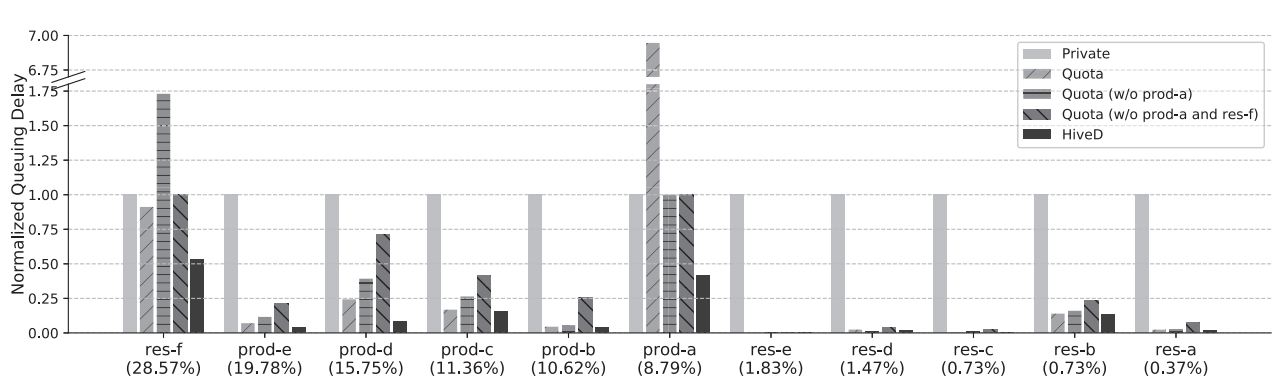 Normalized Queuing Delay
7.00
6.75
1.75
1.50
1.25
1.00
0.75
0.50
0.25
0.00
Private
Quota
Quota (w/o prod-a)
Quota (w/o prod-a and res-f)
HiveD
res-f prod-e prod-d prod-c prod-b prod-a res-e res-d res-c res-b res-a
(28.57%) (19.78%) (15.75%) (11.36%) (10.62%) (8.79%) (1.83%) (1.47%) (0.73%) (0.73%) (0.37%)